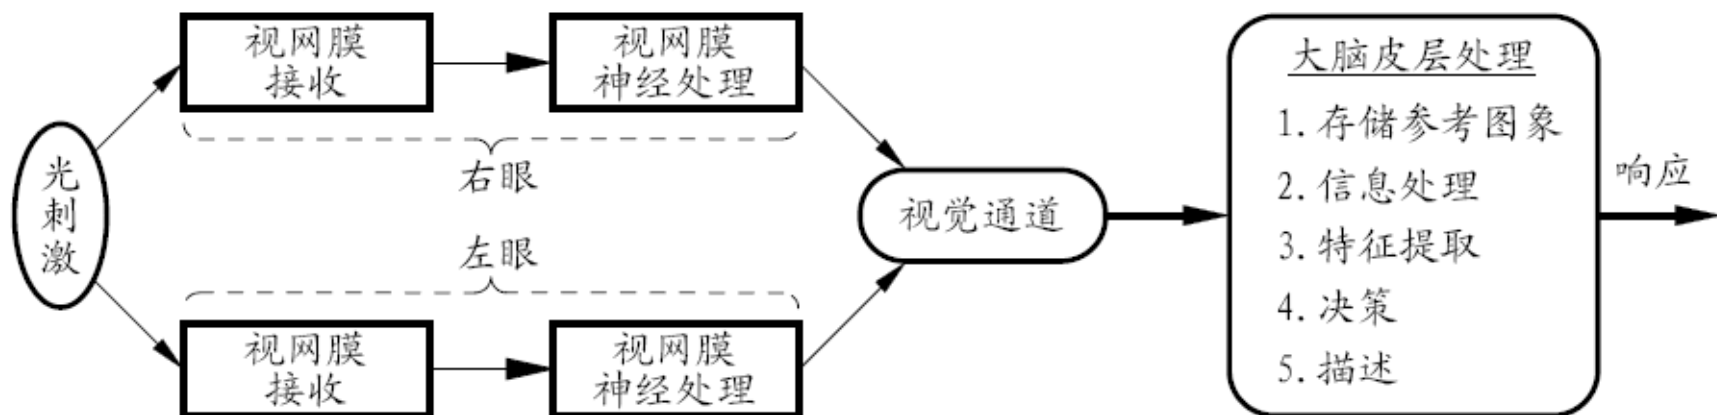 光
刺
激
视网膜
接收
视网膜
神经处理
右眼
左眼
视网膜
接收
视网膜
神经处理
视觉通道
大脑皮层处理
1. 存储参考图象
2. 信息处理
3. 特征提取
4. 决策
5. 描述
响应